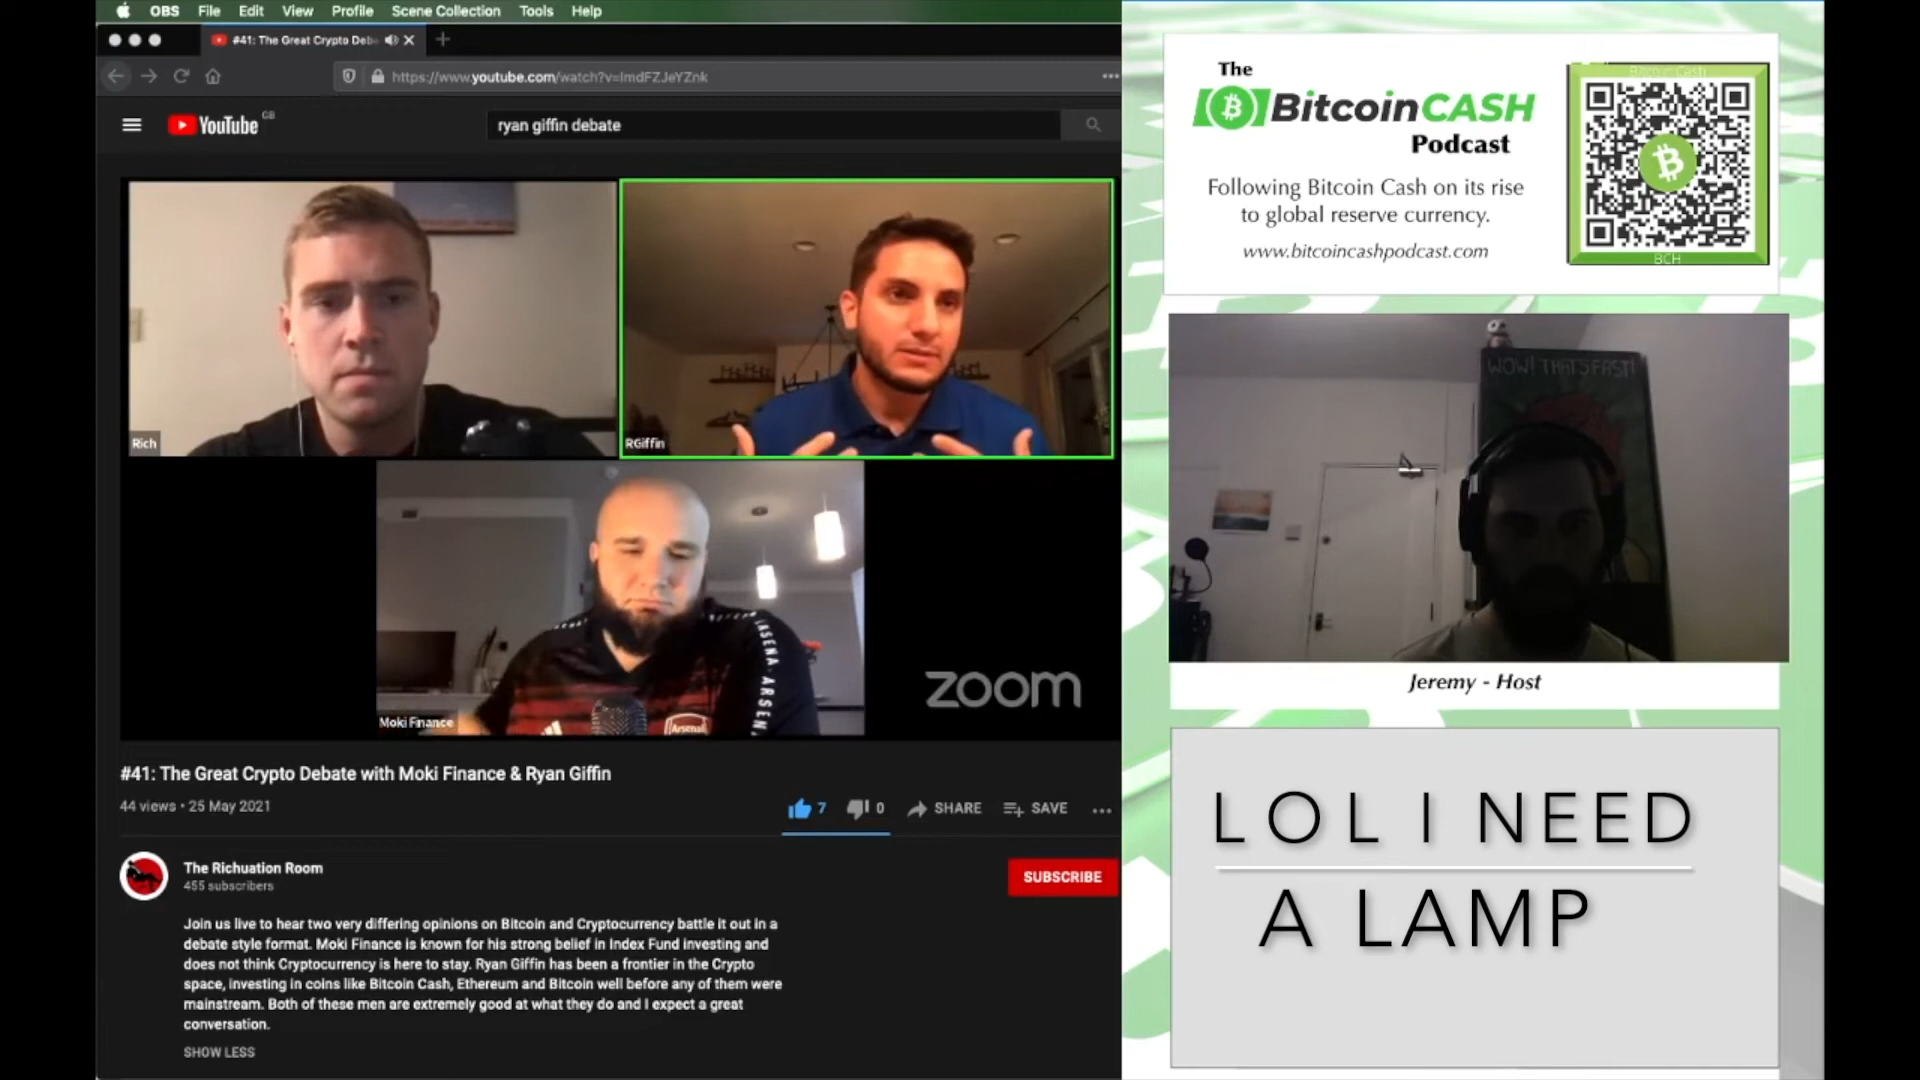 OBS File Edit View Profile Scene Collection Tools Help
#41: The Great Crypto Deb
https://www.youtube.com/watch?v=lmdFZJeYZnk
YouTube GB
ryan giffin debate
Rich
RGiffin
Moki Finance
LASENA · ARSEN
Arsenal
zoom
#41: The Great Crypto Debate with Moki Finance & Ryan Giffin
44 views • 25 May 2021
7
0
SHARE
SAVE
The Richuation Room
455 subscribers
SUBSCRIBE
Join us live to hear two very differing opinions on Bitcoin and Cryptocurrency battle it out in a
debate style format. Moki Finance is known for his strong belief in Index Fund investing and
does not think Cryptocurrency is here to stay. Ryan Giffin has been a frontier in the Crypto
space, investing in coins like Bitcoin Cash, Ethereum and Bitcoin well before any of them were
mainstream. Both of these men are extremely good at what they do and I expect a great
conversation.
SHOW LESS
The
BitcoinCASH
Podcast
Following Bitcoin Cash on its rise
to global reserve currency.
www.bitcoincashpodcast.com
Bitcoin Cash
BCH
WOW! THATS FAST!
Jeremy - Host
LOL I NEED
A LAMP